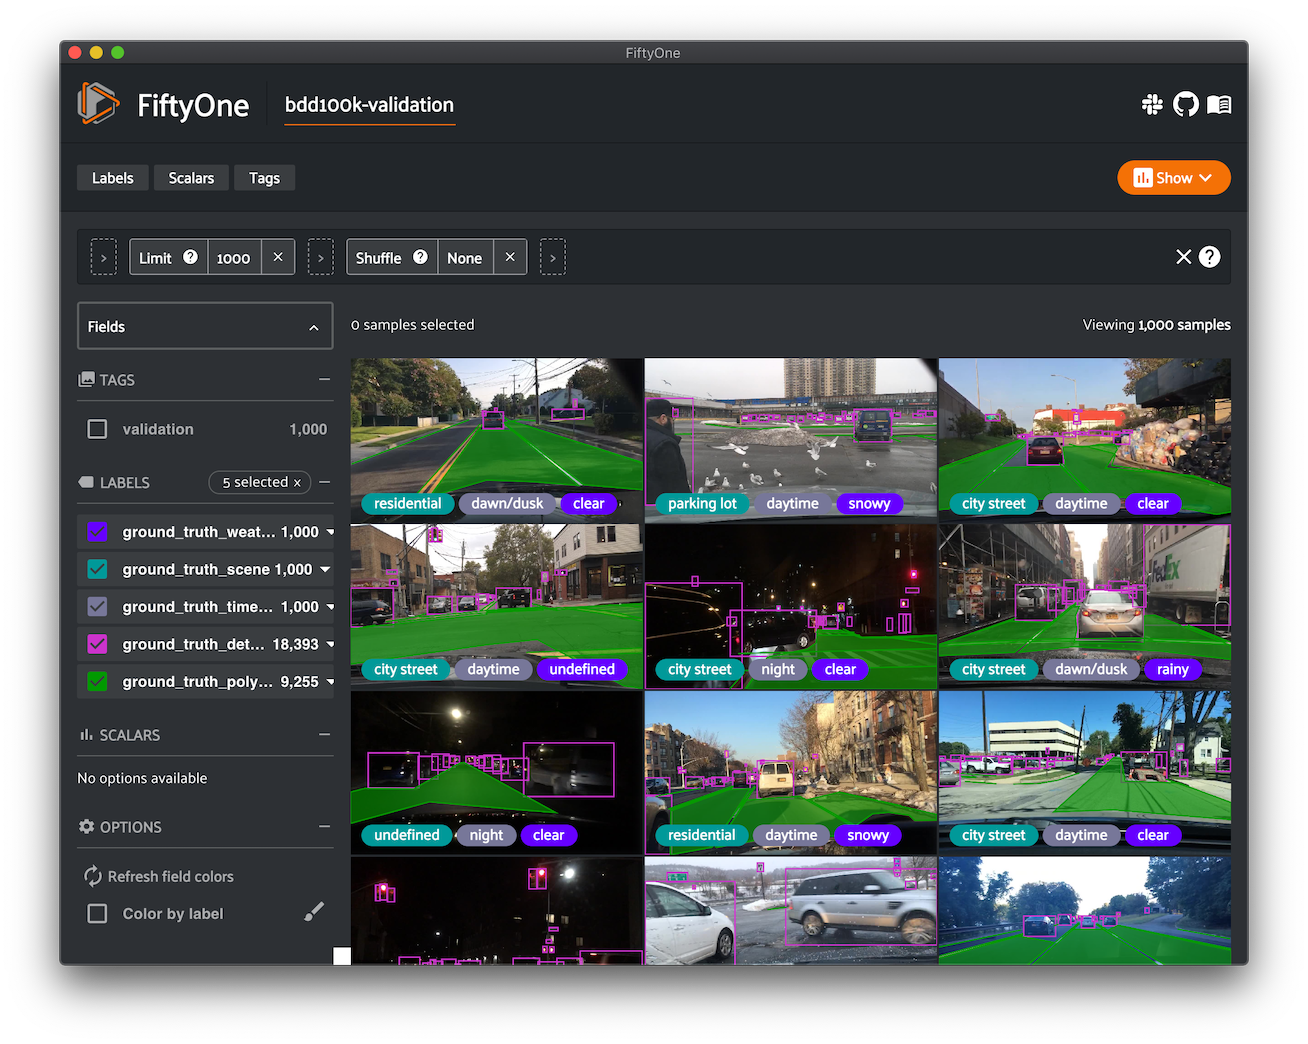 FiftyOne
FiftyOne
bdd100k-validation
Labels
Scalars
Tags
Show
Limit ? 1000 ×
Shuffle ? None ×
Fields
0 samples selected
Viewing 1,000 samples
TAGS
validation 1,000
LABELS 5 selected ×
ground_truth_weat... 1,000
ground_truth_scene 1,000
ground_truth_time... 1,000
ground_truth_det... 18,393
ground_truth_poly... 9,255
SCALARS
No options available
OPTIONS
Refresh field colors
Color by label
residential dawn/dusk clear
parking lot daytime snowy
city street daytime clear
city street daytime undefined
city street night clear
FedEx
city street dawn/dusk rainy
undefined night clear
residential daytime snowy
city street daytime clear